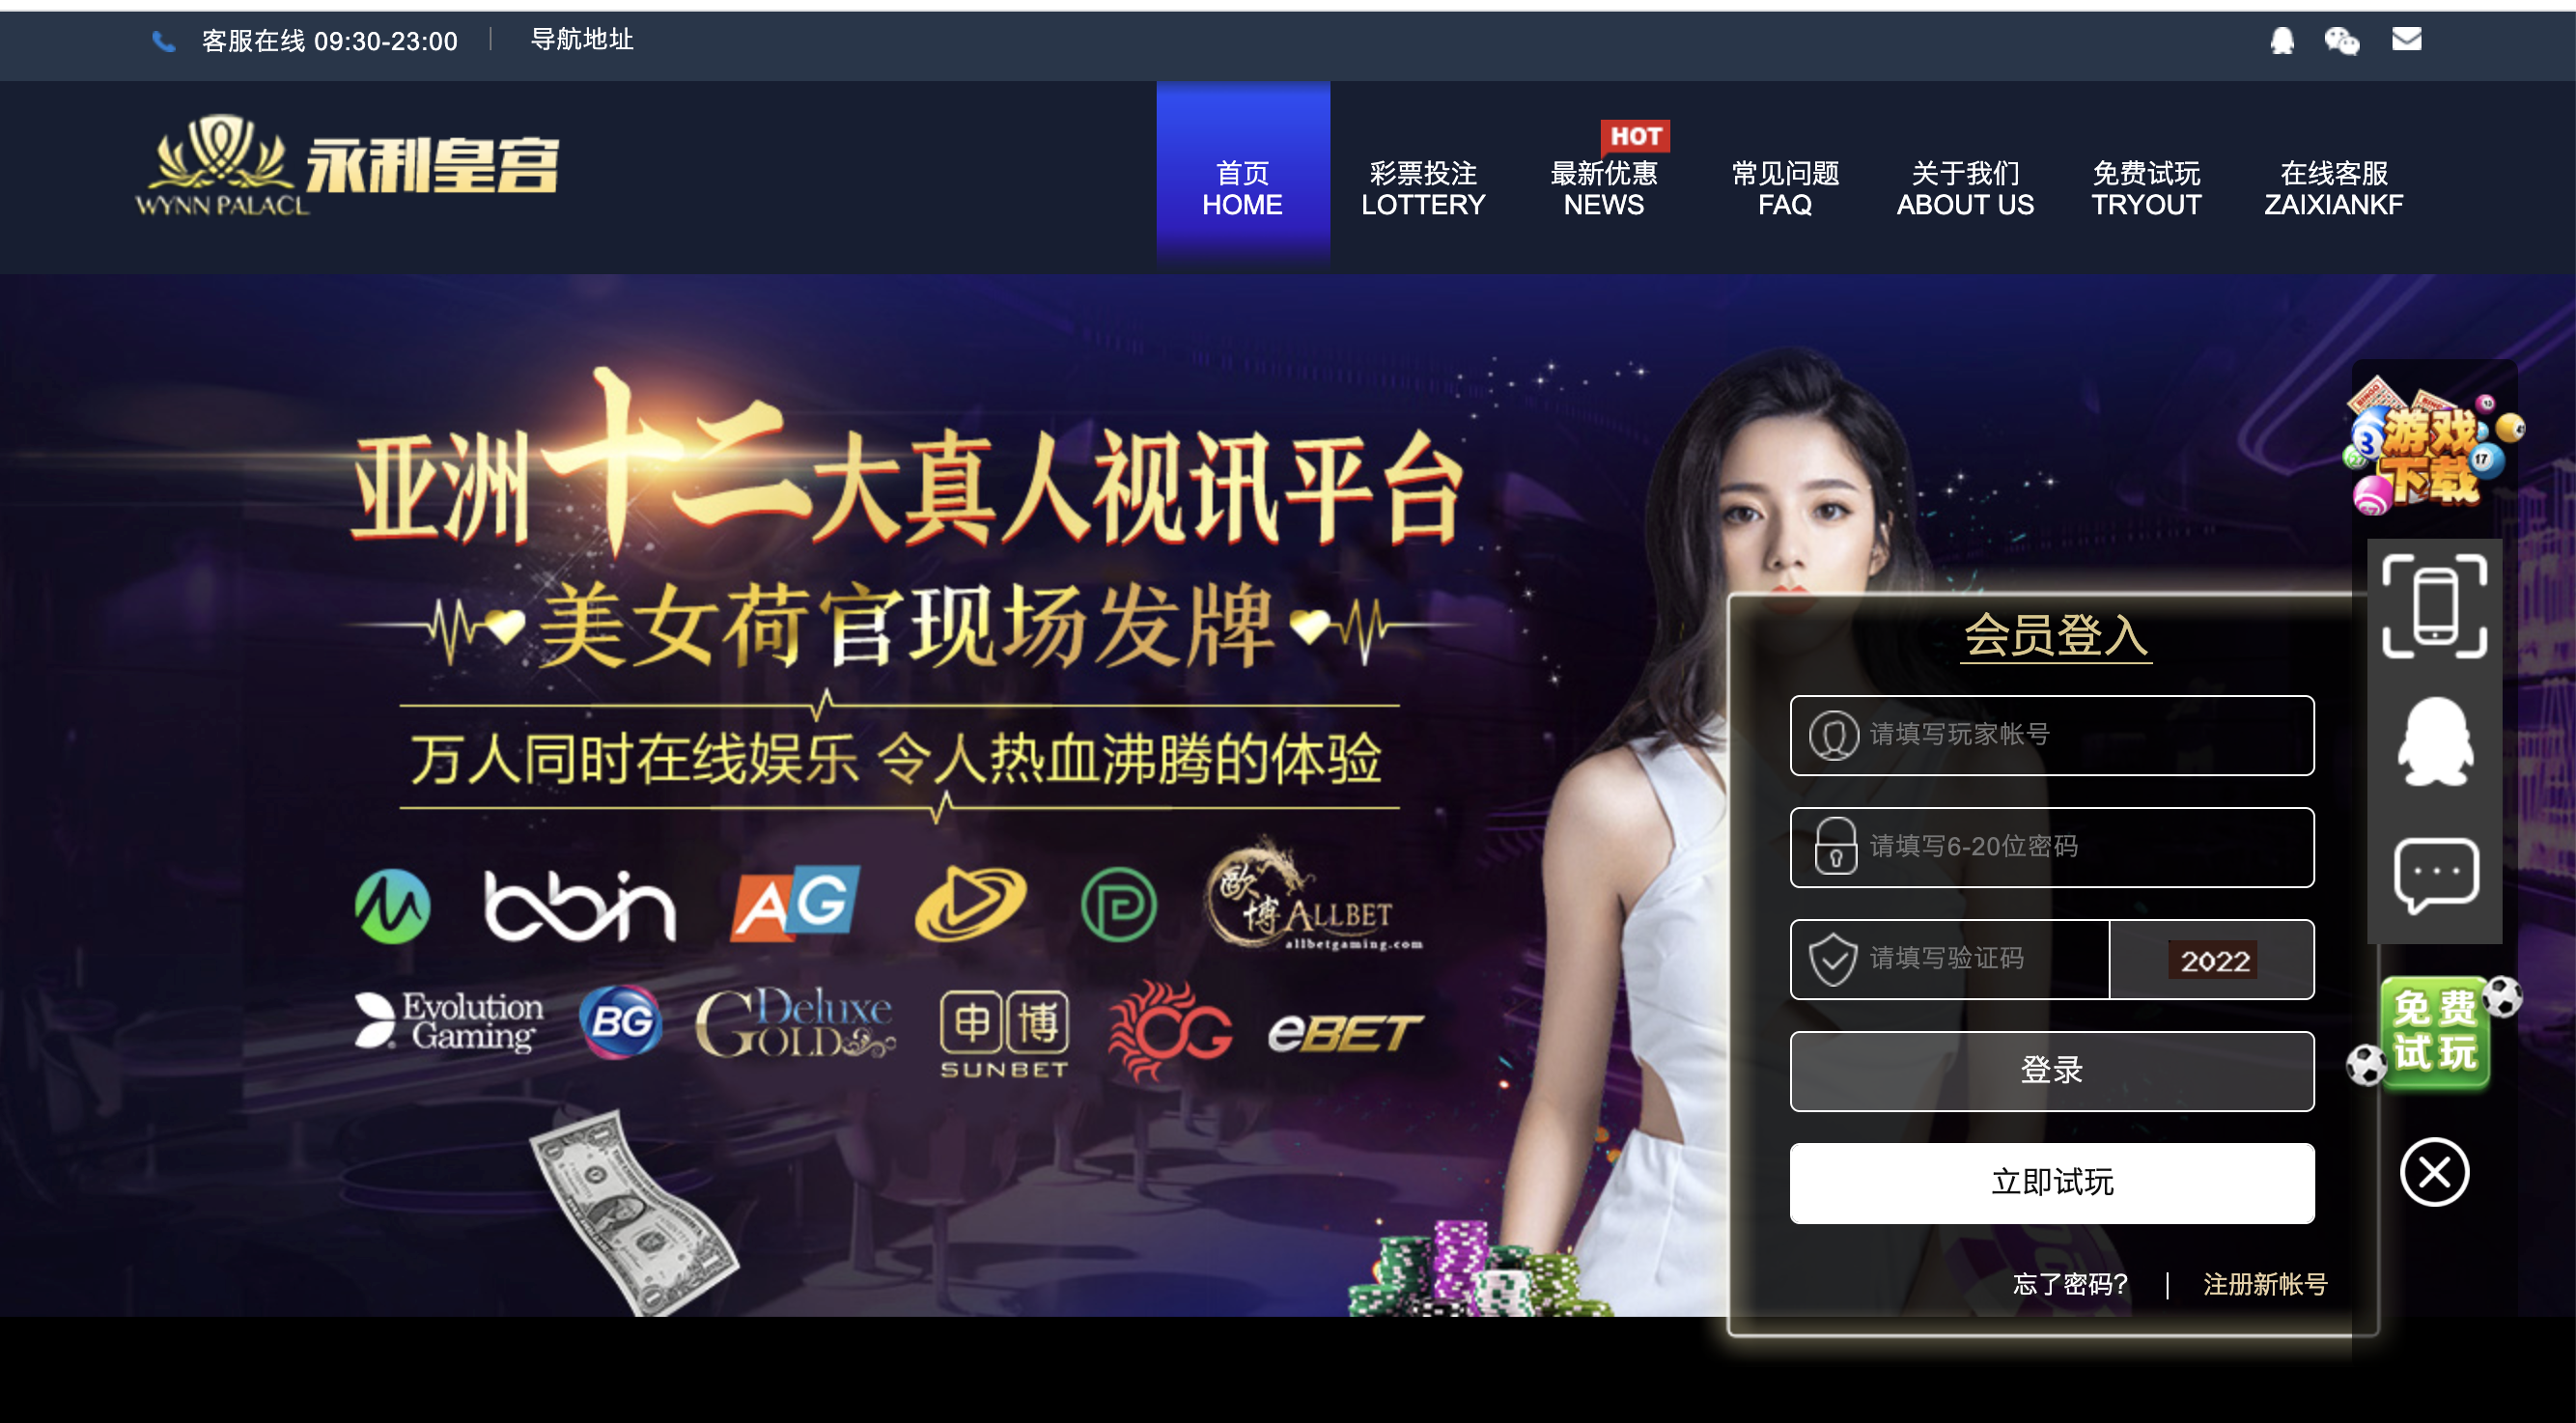 客服在线 09:30-23:00
导航地址
WYNN PALACL
永利皇宫
首页
HOME
彩票投注
LOTTERY
HOT
最新优惠
NEWS
常见问题
FAQ
关于我们
ABOUT US
免费试玩
TRYOUT
在线客服
ZAIXIANKF
亚洲十二大真人视讯平台
美女荷官现场发牌
万人同时在线娱乐 令人热血沸腾的体验
bbin
AG
欧博 ALLBET
allbetgaming.com
Evolution
Gaming
BG
Deluxe
GOLD
申博
SUNBET
OG
eBET
会员登入
请填写玩家帐号
请填写6-20位密码
请填写验证码
2022
登录
立即试玩
忘了密码?
注册新帐号
游戏
下载
3
17
免费
试玩